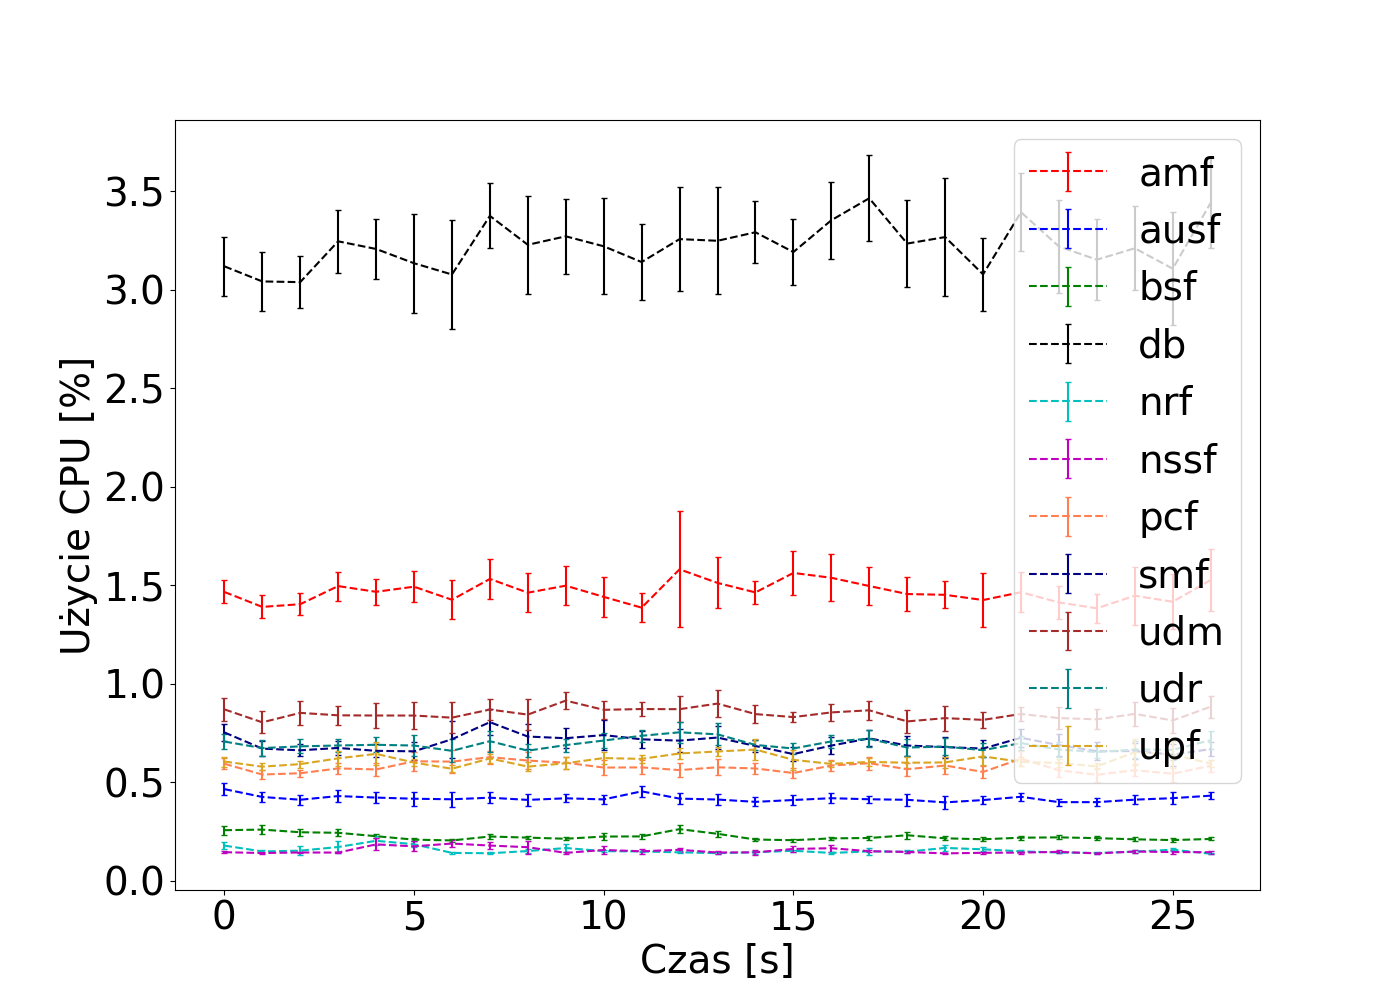 Użycie CPU [%]
3.5
3.0
2.5
2.0
1.5
1.0
0.5
0.0
0 5 10 15 20 25
Czas [s]
amf
ausf
bsf
db
nrf
nssf
pcf
smf
udm
udr
upf